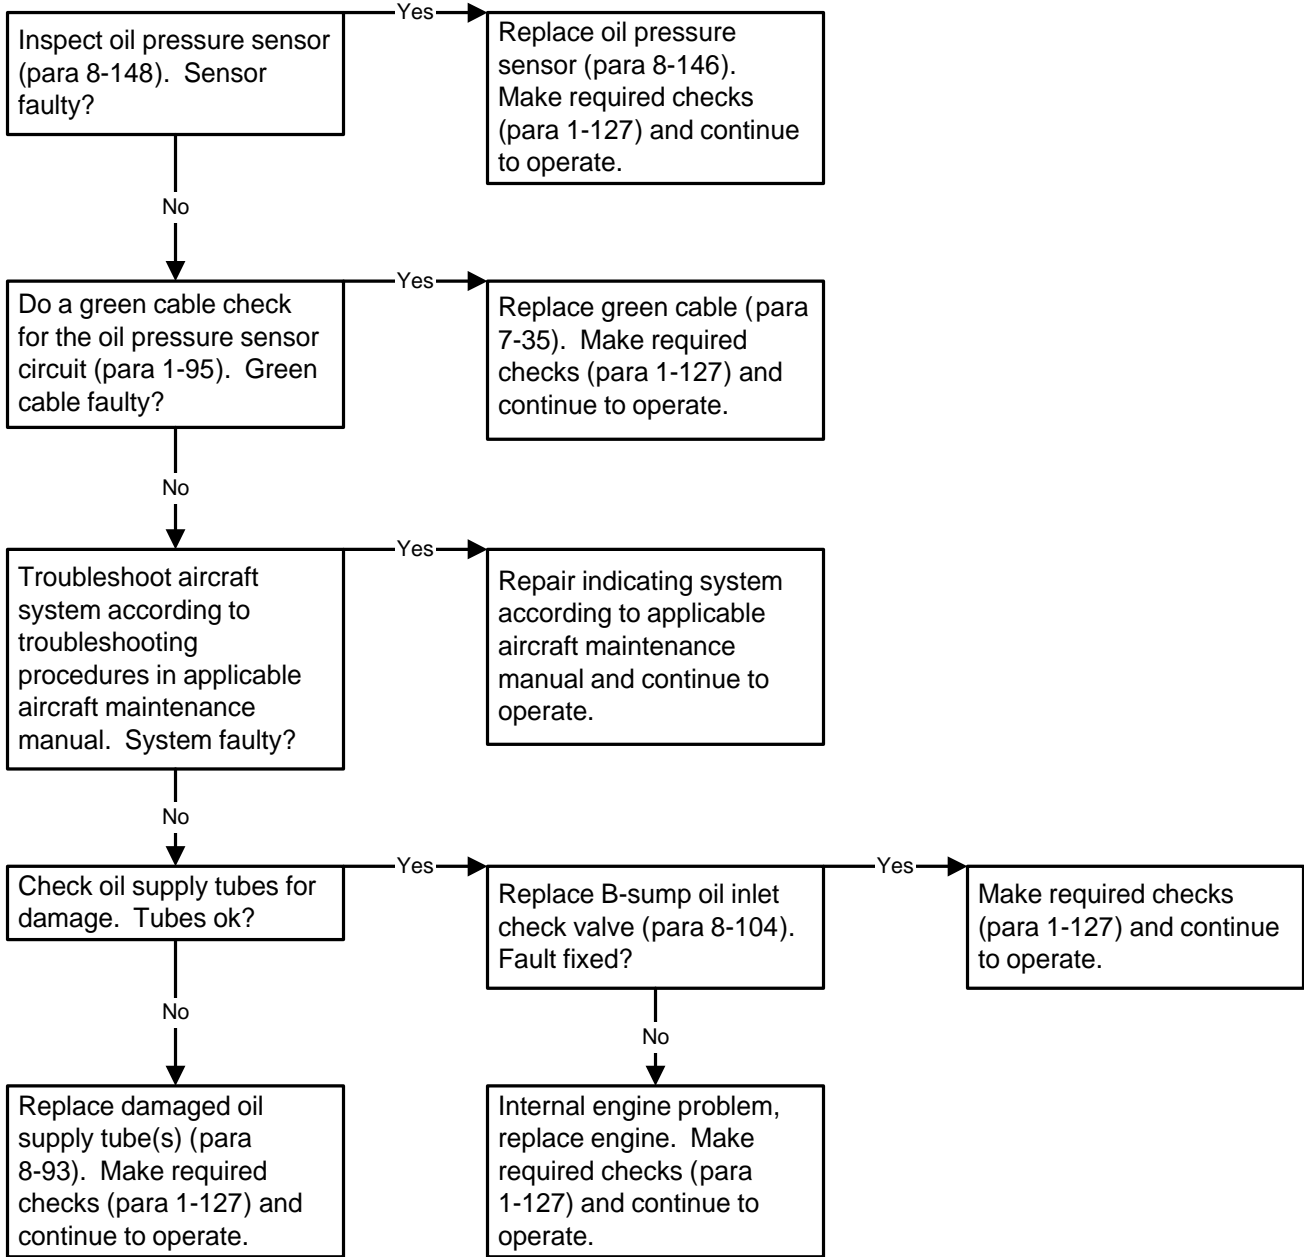 Yes
Inspect oil pressure sensor
(para 8-148).  Sensor
faulty?
Replace oil pressure
sensor (para 8-146).
Make required checks
(para 1-127) and continue
to operate.
No
Yes
Do a green cable check
for the oil pressure sensor
circuit (para 1-95).  Green
cable faulty?
Replace green cable (para
7-35).  Make required
checks (para 1-127) and
continue to operate.
No
Yes
Troubleshoot aircraft
system according to
troubleshooting
procedures in applicable
aircraft maintenance
manual.  System faulty?
Repair indicating system
according to applicable
aircraft maintenance
manual and continue to
operate.
No
Yes
Yes
Check oil supply tubes for
damage.  Tubes ok?
Replace B-sump oil inlet
check valve (para 8-104).
Fault fixed?
Make required checks
(para 1-127) and continue
to operate.
No
No
Replace damaged oil
supply tube(s) (para
8-93).  Make required
checks (para 1-127) and
continue to operate.
Internal engine problem,
replace engine.  Make
required checks (para
1-127) and continue to
operate.